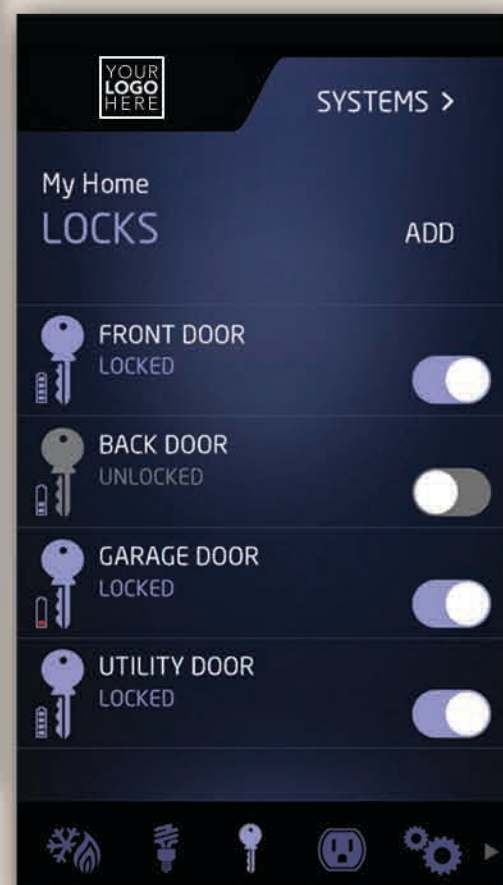 YOUR
LOGO
HERE
SYSTEMS >
My Home
LOCKS
ADD
FRONT DOOR
LOCKED
BACK DOOR
UNLOCKED
GARAGE DOOR
LOCKED
UTILITY DOOR
LOCKED